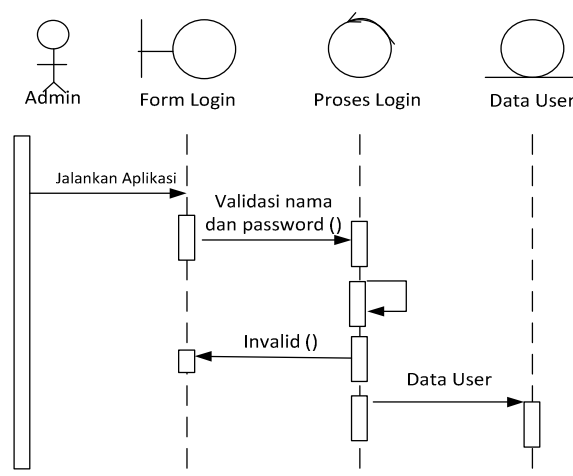 Admin
Form Login
Proses Login
Data User
Jalankan Aplikasi
Validasi nama
dan password ()
Invalid ()
Data User